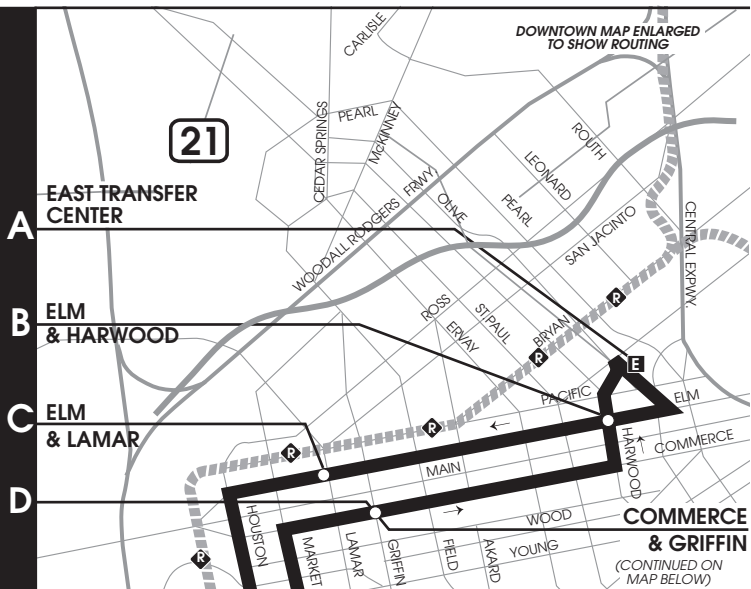 DOWNTOWN MAP ENLARGED
TO SHOW ROUTING
CARLISLE
21
CEDAR SPRINGS
PEARL
McKINNEY
ROUTH
LEONARD
PEARL
OLIVE
WOODALL RODGERS FRWY.
SAN JACINTO
CENTRAL EXPWY.
A
EAST TRANSFER
CENTER
B
ELM
& HARWOOD
ROSS
ERVAY
ST.PAUL
BRYAN
R
R
E
PACIFIC
ELM
C
ELM
& LAMAR
R
R
HARWOOD
COMMERCE
MAIN
D
HOUSTON
MARKET
LAMAR
GRIFFIN
FIELD
AKARD
WOOD
YOUNG
R
COMMERCE
& GRIFFIN
(CONTINUED ON
MAP BELOW)